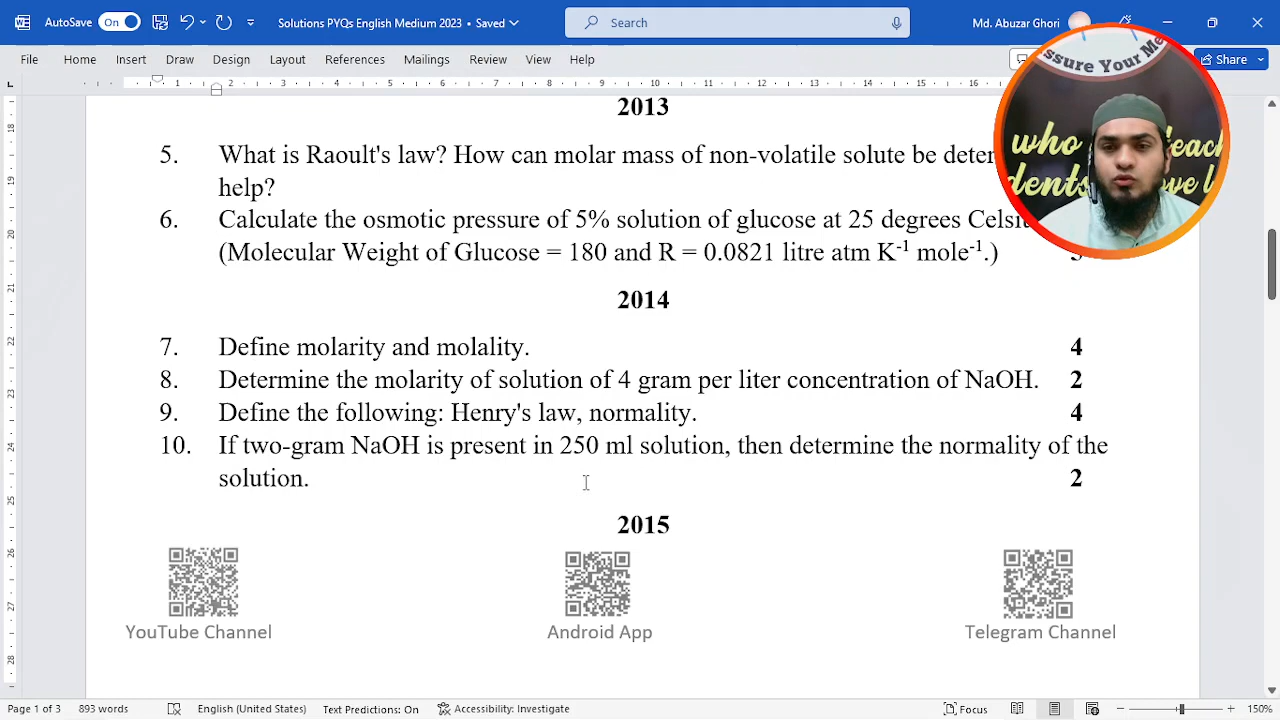 AutoSave On Solutions PYQs English Medium 2023 • Saved Search Md. Abuzar Ghori
File Home Insert Draw Design Layout References Mailings Review View Help Share
ssure Your Me
who teach
dents ove l
2013
5. What is Raoult's law? How can molar mass of non-volatile solute be deter
help?
6. Calculate the osmotic pressure of 5% solution of glucose at 25 degrees Celsi
(Molecular Weight of Glucose = 180 and R = 0.0821 litre atm K-1 mole-1.)
2014
7. Define molarity and molality. 4
8. Determine the molarity of solution of 4 gram per liter concentration of NaOH. 2
9. Define the following: Henry's law, normality. 4
10. If two-gram NaOH is present in 250 ml solution, then determine the normality of the
solution. 2
2015
YouTube Channel Android App Telegram Channel
Page 1 of 3 893 words English (United States) Text Predictions: On Accessibility: Investigate Focus 150%